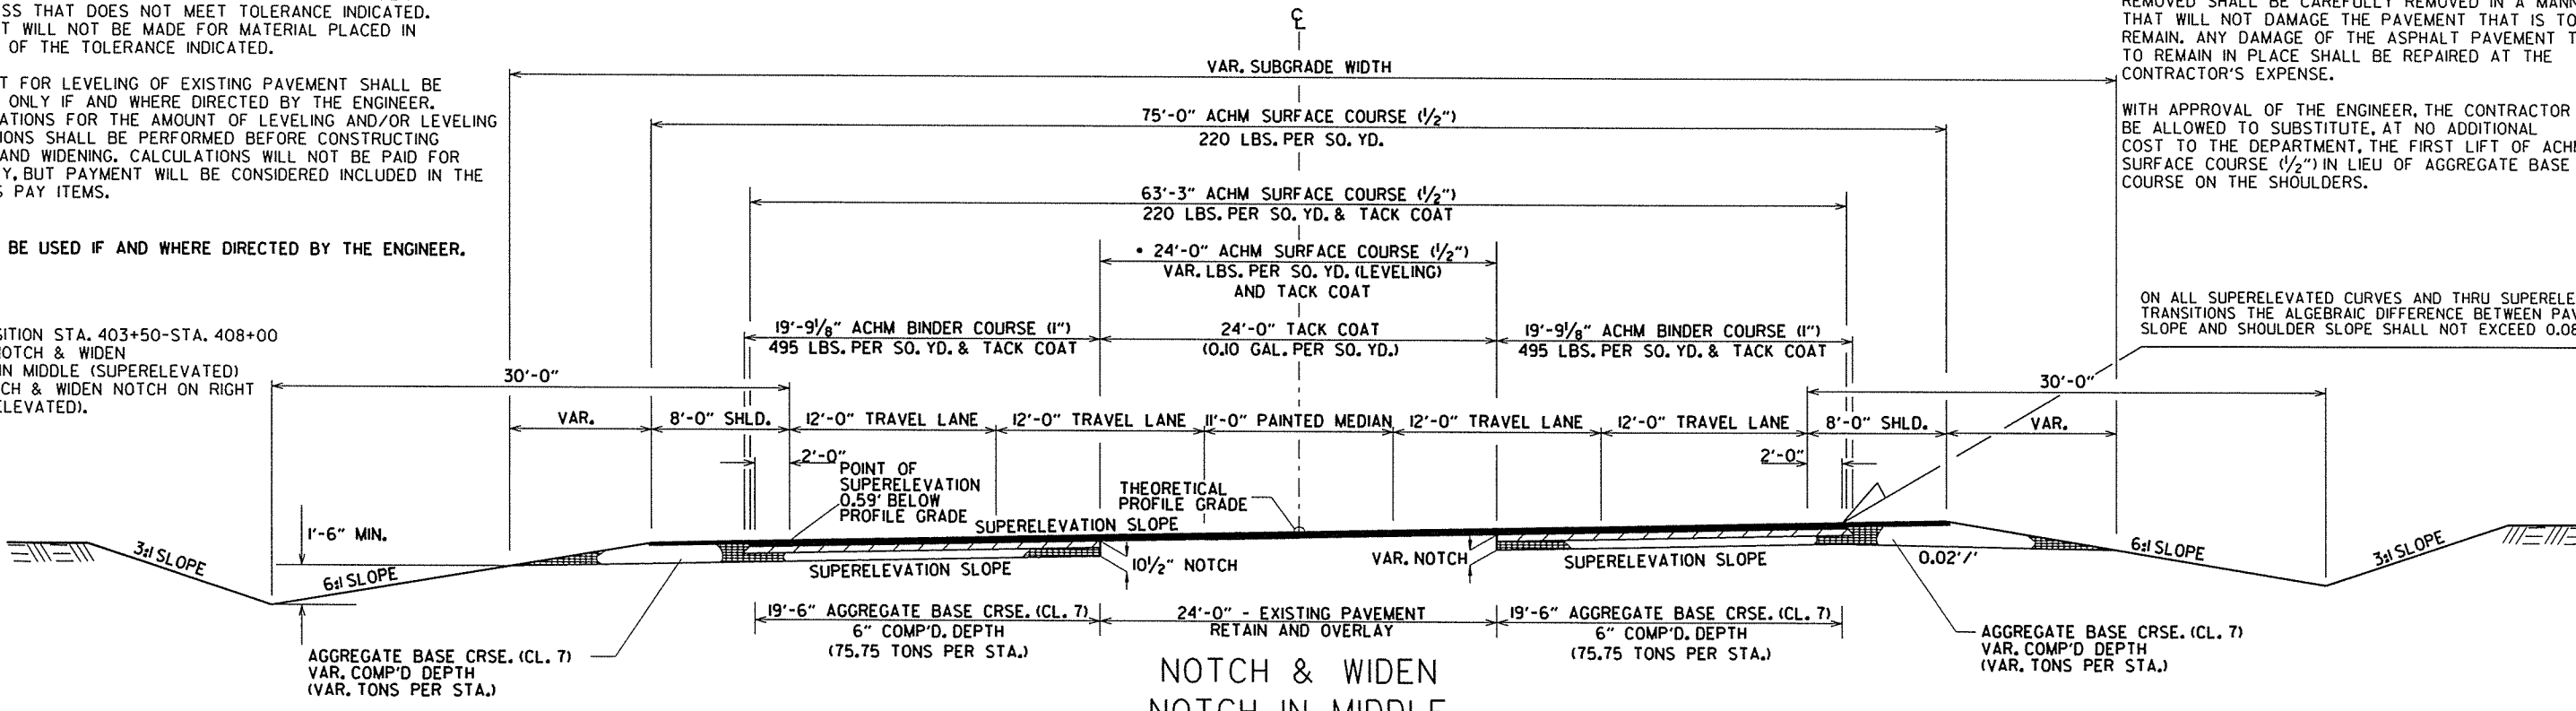 SS THAT DOES NOT MEET TOLERANCE INDICATED.
T WILL NOT BE MADE FOR MATERIAL PLACED IN
OF THE TOLERANCE INDICATED.
T FOR LEVELING OF EXISTING PAVEMENT SHALL BE
ONLY IF AND WHERE DIRECTED BY THE ENGINEER.
ATIONS FOR THE AMOUNT OF LEVELING AND/OR LEVELING
IONS SHALL BE PERFORMED BEFORE CONSTRUCTING
AND WIDENING. CALCULATIONS WILL NOT BE PAID FOR
Y, BUT PAYMENT WILL BE CONSIDERED INCLUDED IN THE
S PAY ITEMS.
BE USED IF AND WHERE DIRECTED BY THE ENGINEER.
SITION STA. 403+50-STA. 408+00
NOTCH & WIDEN
IN MIDDLE (SUPERELEVATED)
CH & WIDEN NOTCH ON RIGHT
ELEVATED).
REMOVED SHALL BE CAREFULLY REMOVED IN A MANN
THAT WILL NOT DAMAGE THE PAVEMENT THAT IS TO
REMAIN. ANY DAMAGE OF THE ASPHALT PAVEMENT T
TO REMAIN IN PLACE SHALL BE REPAIRED AT THE
CONTRACTOR'S EXPENSE.
WITH APPROVAL OF THE ENGINEER, THE CONTRACTOR
BE ALLOWED TO SUBSTITUTE, AT NO ADDITIONAL
COST TO THE DEPARTMENT, THE FIRST LIFT OF ACH
SURFACE COURSE (1/2") IN LIEU OF AGGREGATE BASE
COURSE ON THE SHOULDERS.
ON ALL SUPERELEVATED CURVES AND THRU SUPERELE
TRANSITIONS THE ALGEBRAIC DIFFERENCE BETWEEN PAV
SLOPE AND SHOULDER SLOPE SHALL NOT EXCEED 0.08
℄
VAR. SUBGRADE WIDTH
75'-0" ACHM SURFACE COURSE (1/2")
220 LBS. PER SQ. YD.
63'-3" ACHM SURFACE COURSE (1/2")
220 LBS. PER SQ. YD. & TACK COAT
• 24'-0" ACHM SURFACE COURSE (1/2")
VAR. LBS. PER SQ. YD. (LEVELING)
AND TACK COAT
19'-9 1/8" ACHM BINDER COURSE (1")
495 LBS. PER SQ. YD. & TACK COAT
24'-0" TACK COAT
(0.10 GAL. PER SQ. YD.)
19'-9 1/8" ACHM BINDER COURSE (1")
495 LBS. PER SQ. YD. & TACK COAT
30'-0"
30'-0"
VAR.
8'-0" SHLD.
12'-0" TRAVEL LANE
12'-0" TRAVEL LANE
11'-0" PAINTED MEDIAN
12'-0" TRAVEL LANE
12'-0" TRAVEL LANE
8'-0" SHLD.
VAR.
2'-0"
2'-0"
POINT OF
SUPERELEVATION
0.59' BELOW
PROFILE GRADE
THEORETICAL
PROFILE GRADE
SUPERELEVATION SLOPE
1'-6" MIN.
3:1 SLOPE
6:1 SLOPE
SUPERELEVATION SLOPE
10 1/2" NOTCH
VAR. NOTCH
SUPERELEVATION SLOPE
0.02'/'
6:1 SLOPE
3:1 SLOPE
19'-6" AGGREGATE BASE CRSE. (CL. 7)
6" COMP'D. DEPTH
(75.75 TONS PER STA.)
24'-0" - EXISTING PAVEMENT
RETAIN AND OVERLAY
19'-6" AGGREGATE BASE CRSE. (CL. 7)
6" COMP'D. DEPTH
(75.75 TONS PER STA.)
AGGREGATE BASE CRSE. (CL. 7)
VAR. COMP'D DEPTH
(VAR. TONS PER STA.)
AGGREGATE BASE CRSE. (CL. 7)
VAR. COMP'D DEPTH
(VAR. TONS PER STA.)
NOTCH & WIDEN
NOTCH IN MIDDLE